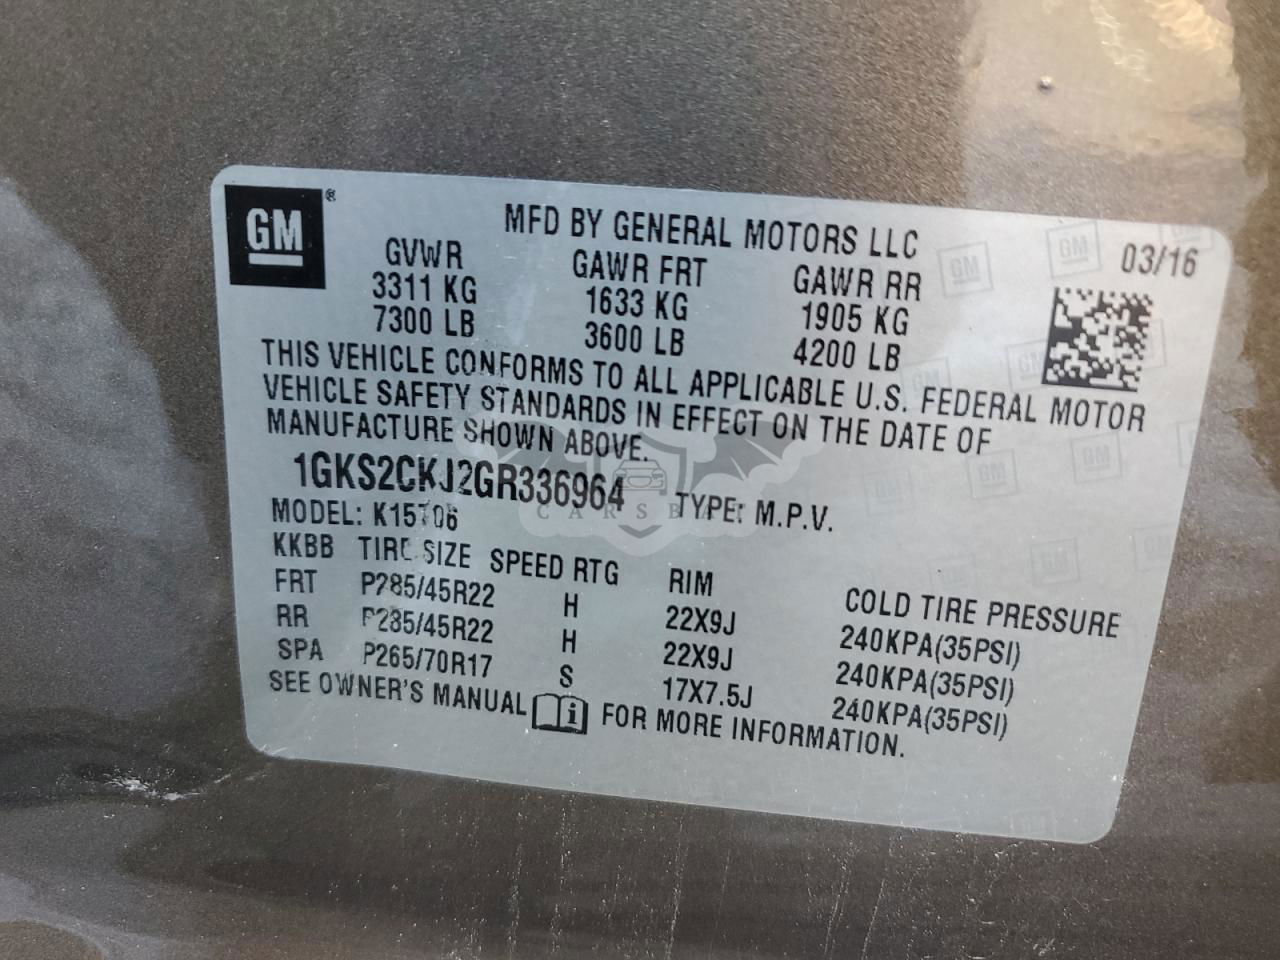 GM®
MFD BY GENERAL MOTORS LLC
03/16
GVWR GAWR FRT GAWR RR
3311 KG 1633 KG 1905 KG
7300 LB 3600 LB 4200 LB
THIS VEHICLE CONFORMS TO ALL APPLICABLE U.S. FEDERAL MOTOR
VEHICLE SAFETY STANDARDS IN EFFECT ON THE DATE OF
MANUFACTURE SHOWN ABOVE.
1GKS2CKJ2GR336964 TYPE: M.P.V.
MODEL: K15706
KKBB TIRE SIZE SPEED RTG RIM COLD TIRE PRESSURE
FRT P285/45R22 H 22X9J 240KPA(35PSI)
RR P285/45R22 H 22X9J 240KPA(35PSI)
SPA P265/70R17 S 17X7.5J 240KPA(35PSI)
SEE OWNER'S MANUAL i FOR MORE INFORMATION.